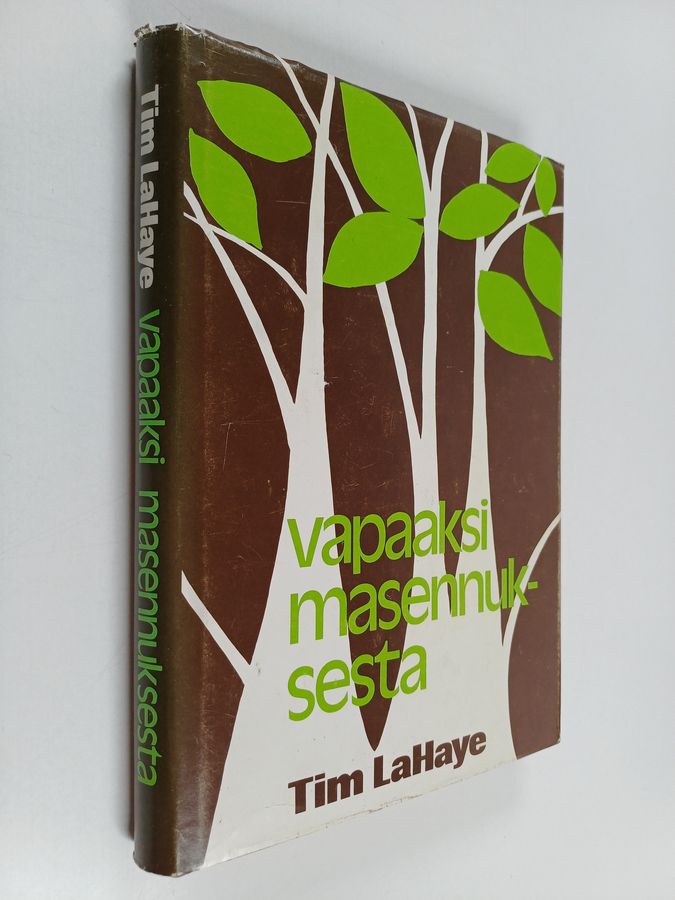 Tim LaHaye vapaaksi masennuksesta
vapaaksi
masennuk-
sesta
Tim LaHaye